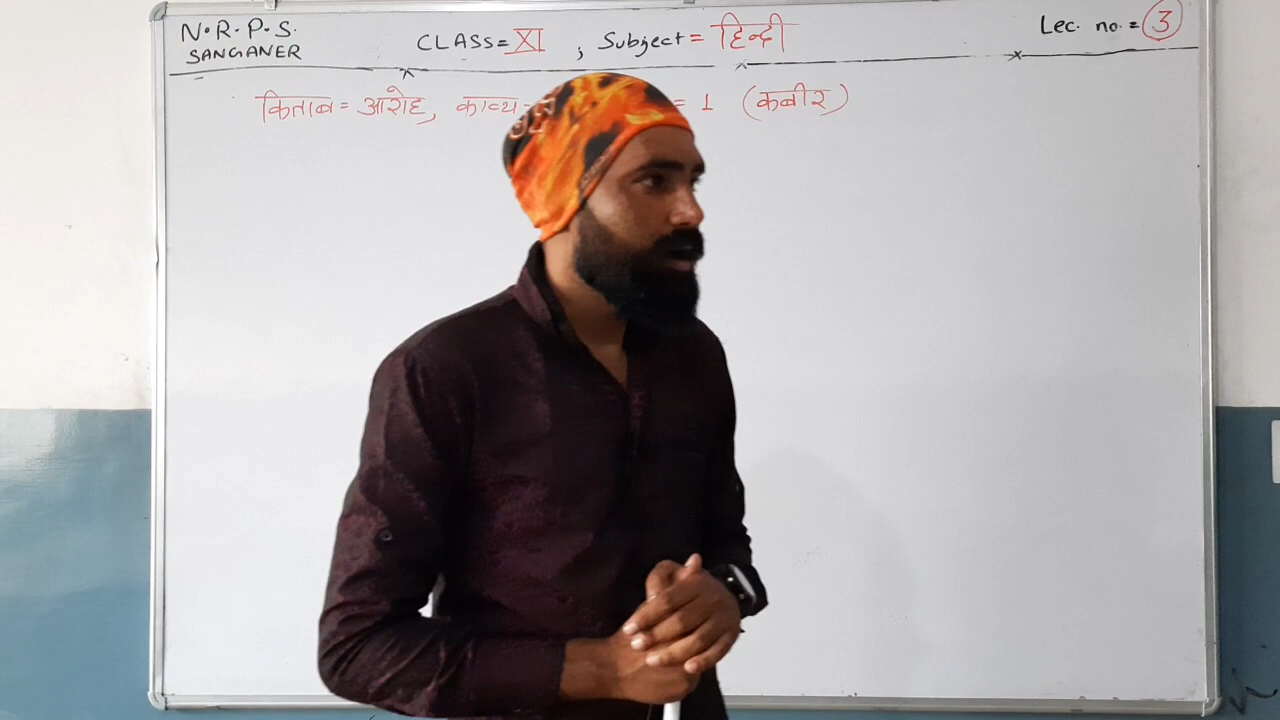 N.R.P.S.
SANGANER
CLASS= XI , Subject = हिन्दी
Lec. no. = 3
किताब = आरोह, काव्य- = 1 (कबीर)